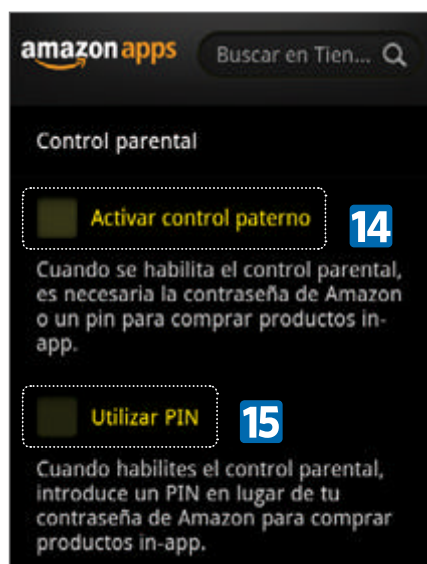 amazon apps Buscar en Tien...
Control parental
Activar control paterno 14
Cuando se habilita el control parental,
es necesaria la contraseña de Amazon
o un pin para comprar productos in-
app.
Utilizar PIN 15
Cuando habilites el control parental,
introduce un PIN en lugar de tu
contraseña de Amazon para comprar
productos in-app.